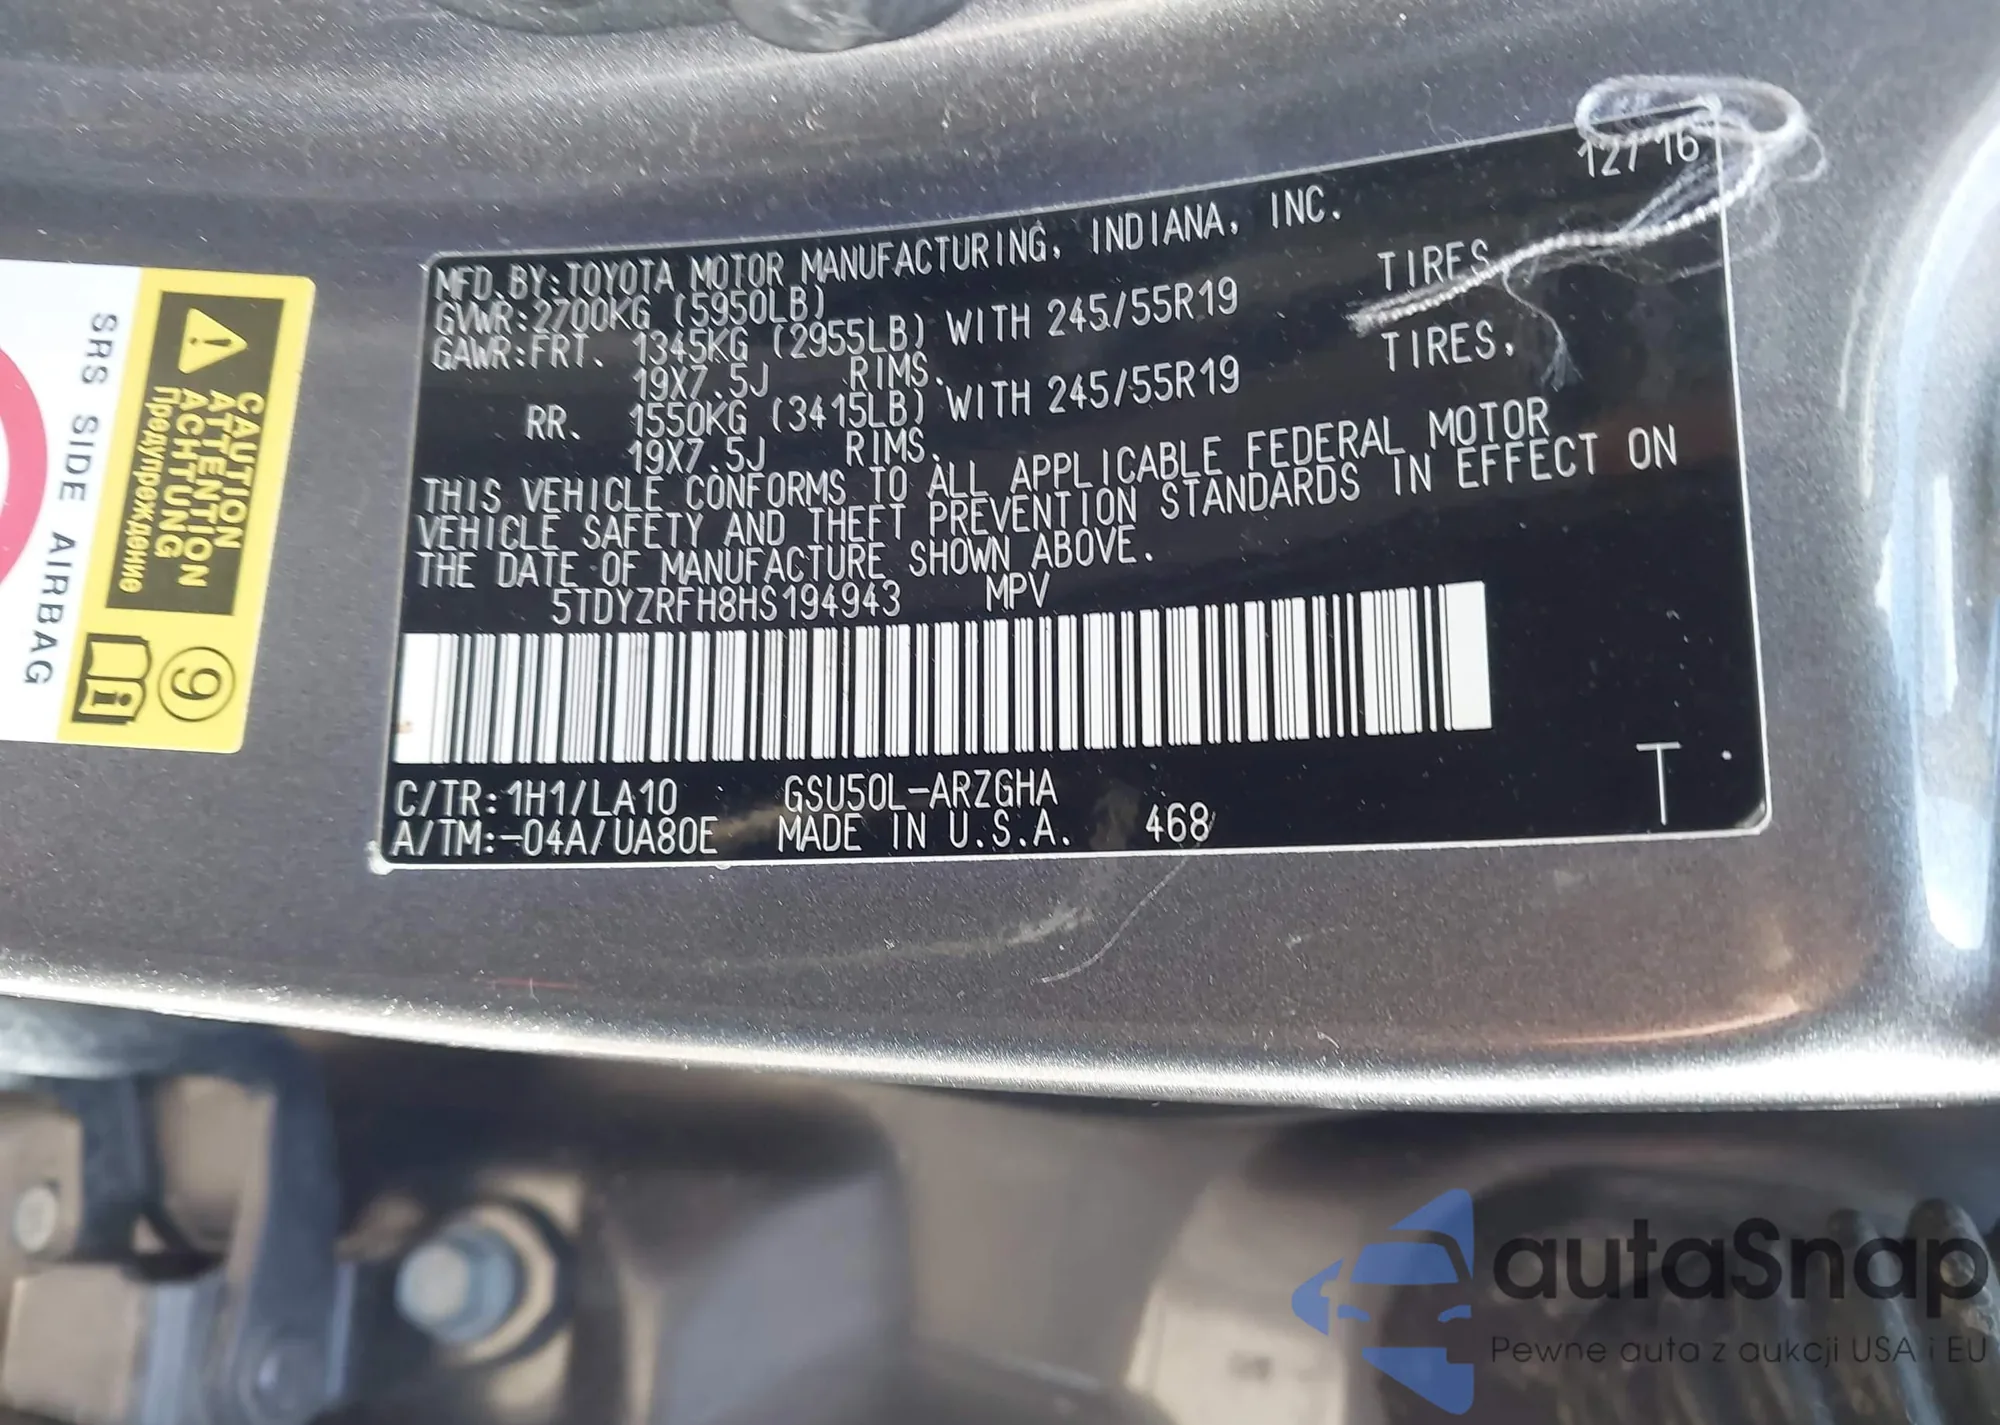 12/16
MFD.BY:TOYOTA MOTOR MANUFACTURING, INDIANA, INC.
GVWR:2700KG (5950LB)
GAWR:FRT. 1345KG (2955LB) WITH 245/55R19 TIRES,
19X7.5J RIMS.
RR. 1550KG (3415LB) WITH 245/55R19 TIRES,
19X7.5J RIMS.
THIS VEHICLE CONFORMS TO ALL APPLICABLE FEDERAL MOTOR
VEHICLE SAFETY AND THEFT PREVENTION STANDARDS IN EFFECT ON
THE DATE OF MANUFACTURE SHOWN ABOVE.
5TDYZRFH8HS194943 MPV
C/TR:1H1/LA10 GSU50L-ARZGHA
A/TM:-04A/UA80E MADE IN U.S.A. 468
T
CAUTION
ATTENTION
ACHTUNG
Предупреждение
9
SRS SIDE AIRBAG
autaSnap
Pewne auta z aukcji USA i EU